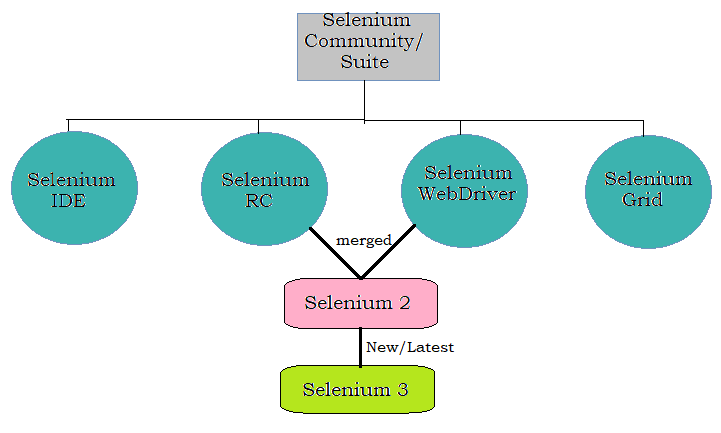 Selenium
Community/
Suite
Selenium
IDE
Selenium
RC
Selenium
WebDriver
Selenium
Grid
merged
Selenium 2
New/Latest
Selenium 3